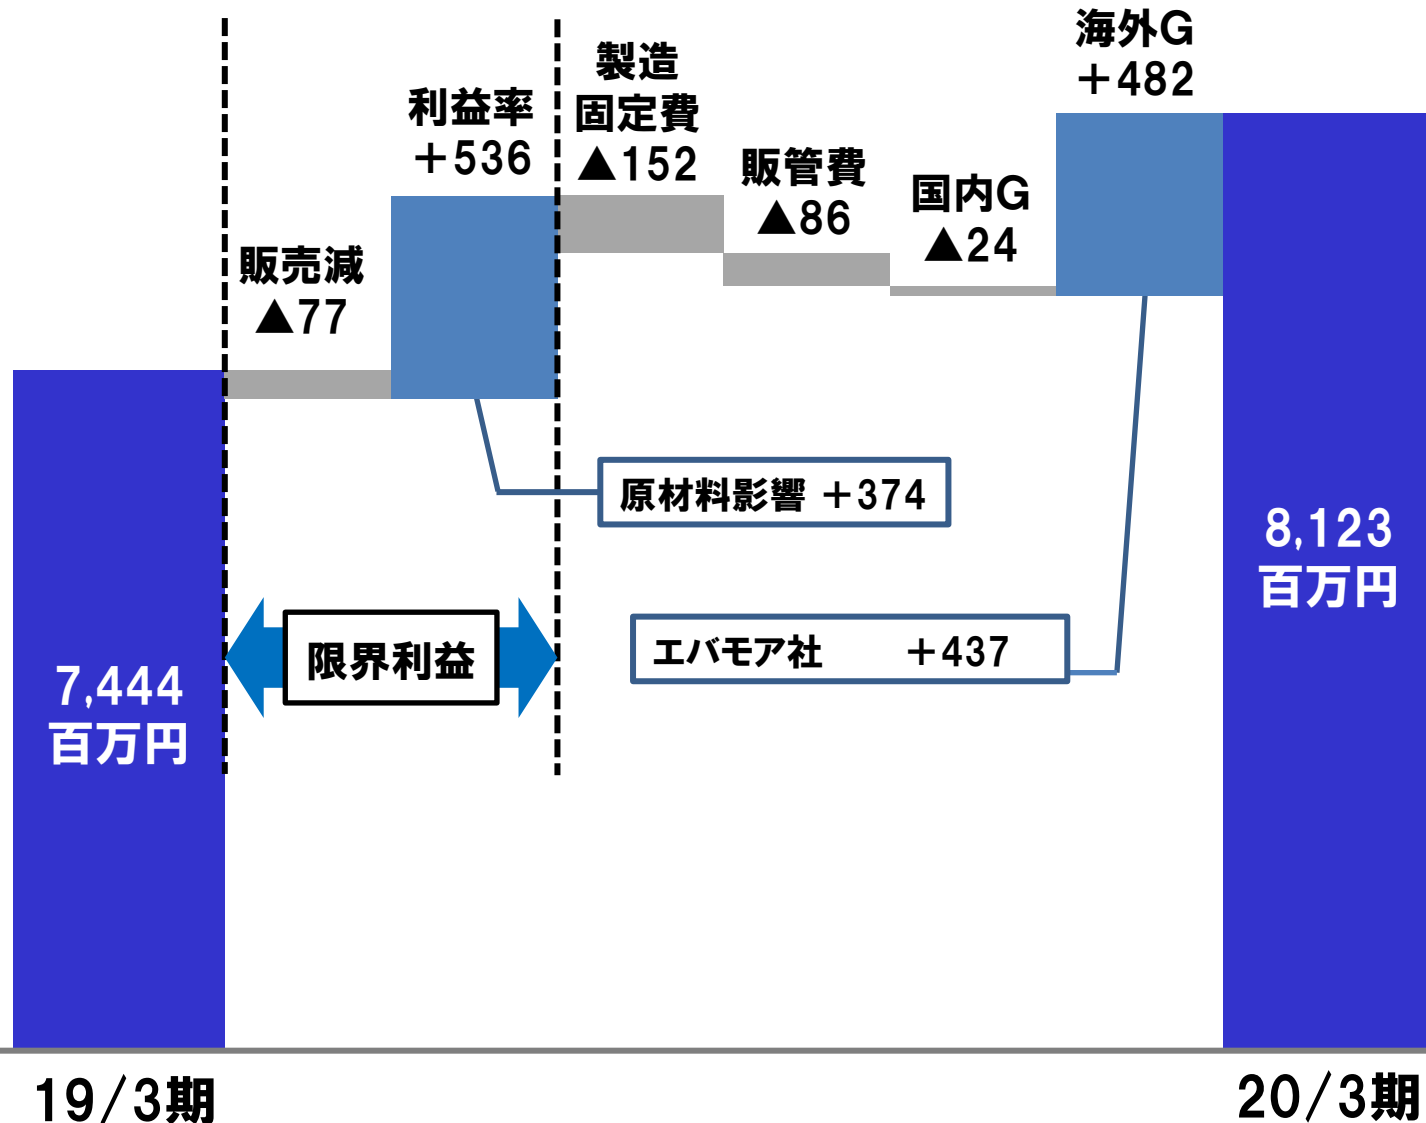 海外G
＋482
製造
固定費
▲152
利益率
＋536
販管費
▲86
国内G
▲24
販売減
▲77
原材料影響 ＋374
8,123
百万円
エバモア社 ＋437
限界利益
7,444
百万円
19/3期
20/3期